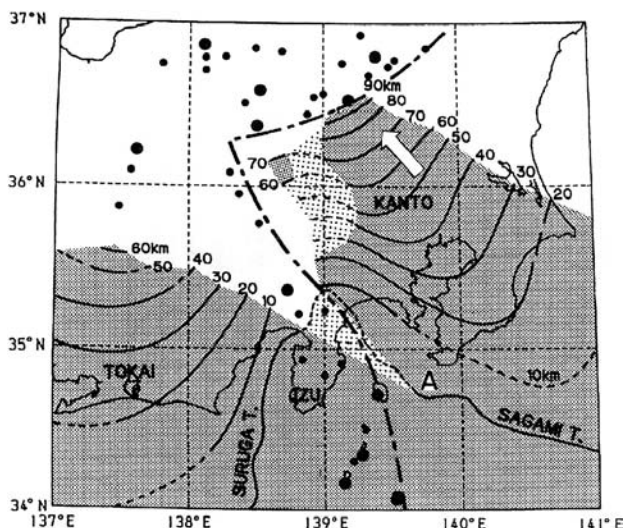 37°N
90km
80
70
60
50
40
30
20
70
60
36°N
KANTO
60km
50
40
30
20
10
35°N
10km
TOKAI
IZU
A
SURUGA T.
SAGAMI T.
34°N
137°E
138°E
139°E
140°E
141°E